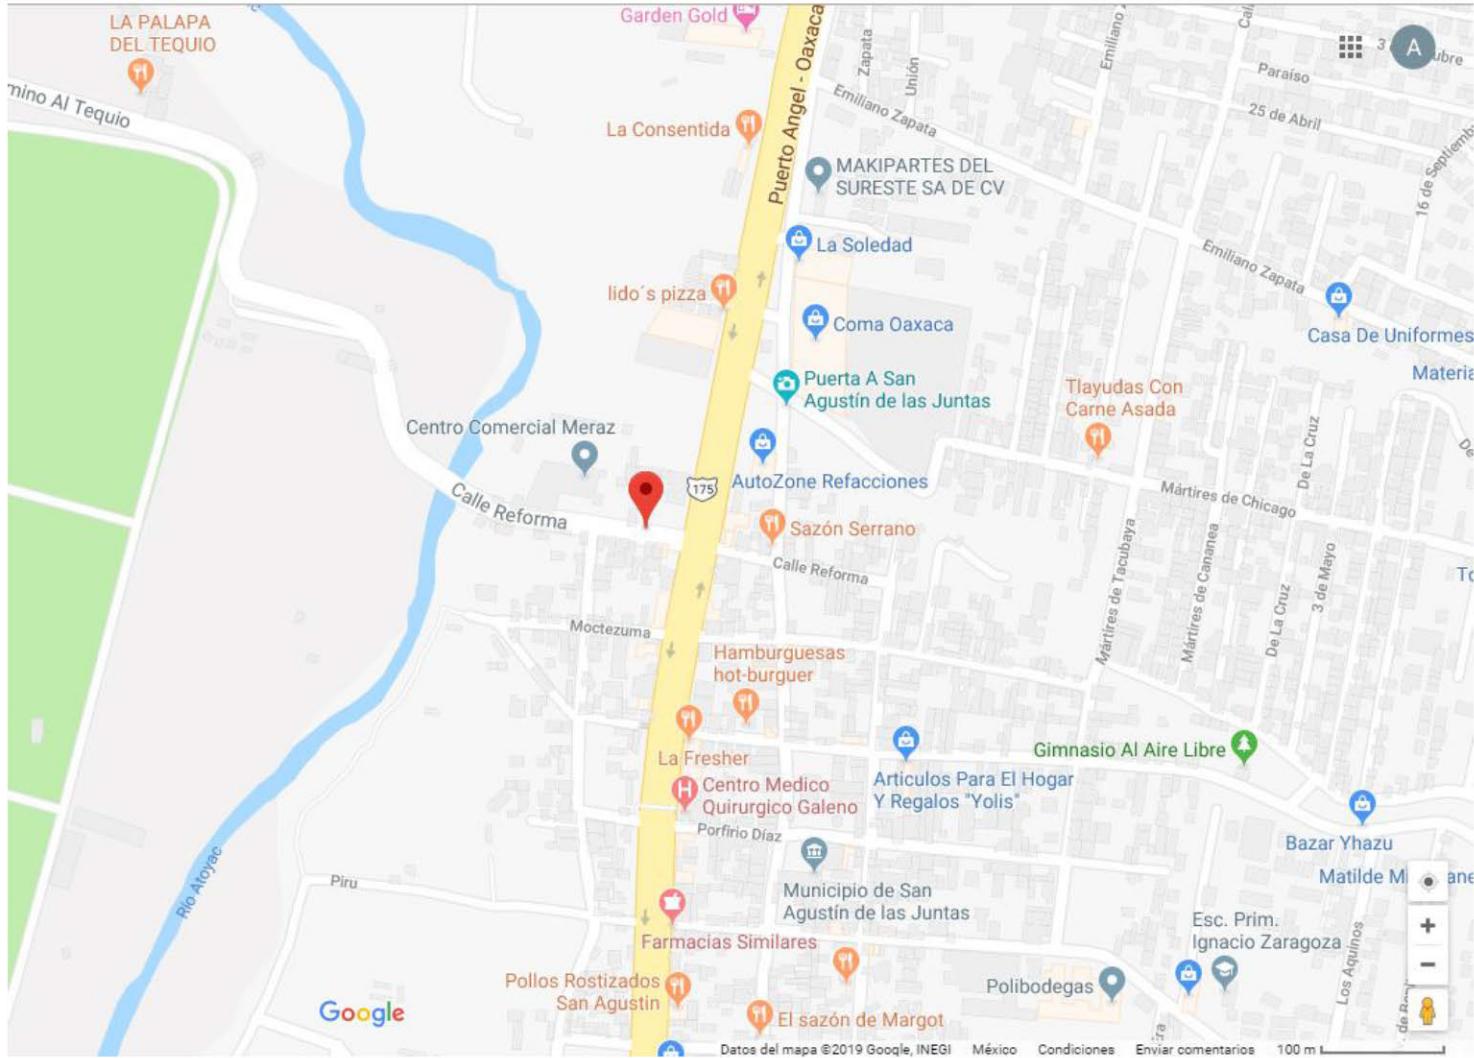 LA PALAPA
DEL TEQUIO
Garden Gold
Puerto Angel - Oaxaca
Zapata
Unión
Emiliano
A
Paraíso
25 de Abril
16 de Septiemb
mino Al Tequio
La Consentida
Emiliano Zapata
MAKIPARTES DEL
SURESTE SA DE CV
La Soledad
Emiliano Zapata
lido´s pizza
Coma Oaxaca
Casa De Uniformes
Materia
Puerta A San
Agustín de las Juntas
Tlayudas Con
Carne Asada
De La Cruz
Centro Comercial Meraz
AutoZone Refacciones
175
Calle Reforma
Mártires de Chicago
Sazón Serrano
Calle Reforma
Mártires de Tacubaya
Mártires de Cananea
De La Cruz
3 de Mayo
Moctezuma
Hamburguesas
hot-burguer
La Fresher
Gimnasio Al Aire Libre
Articulos Para El Hogar
Y Regalos "Yolis"
Centro Medico
Quirurgico Galeno
Porfirio Díaz
Bazar Yhazu
Río Atoyac
Piru
Municipio de San
Agustín de las Juntas
Matilde M
ane
Farmacias Similares
Esc. Prim.
Ignacio Zaragoza
Los Aquinos
Pollos Rostizados
San Agustin
Polibodegas
El sazón de Margot
Google
Datos del mapa ©2019 Google, INEGI México Condiciones Enviar comentarios 100 m